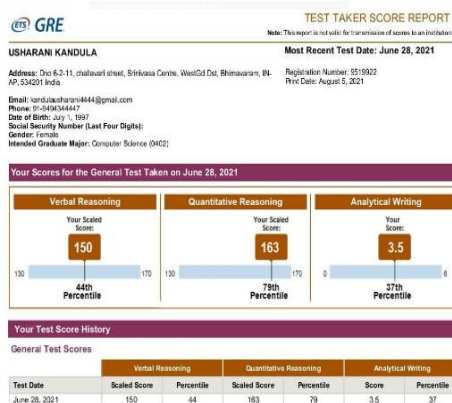 ETS GRE
TEST TAKER SCORE REPORT
Note: This report is not valid for transmission of scores to an institution.
USHARANI KANDULA
Most Recent Test Date: June 28, 2021
Address: Dno 6-2-11, challavari street, Srinivasa Centre, WestGd Dst, Bhimavaram, IN-
AP, 534201 India
Registration Number: 9519922
Print Date: August 5, 2021
Email: kandulausharani4444@gmail.com
Phone: 91-9494344447
Date of Birth: July 1, 1997
Social Security Number (Last Four Digits):
Gender: Female
Intended Graduate Major: Computer Science (0402)
Your Scores for the General Test Taken on June 28, 2021
Verbal Reasoning
Your Scaled
Score:
150
130 170
44th
Percentile
Quantitative Reasoning
Your Scaled
Score:
163
130 170
79th
Percentile
Analytical Writing
Your
Score:
3.5
0 6
37th
Percentile
Your Test Score History
General Test Scores
Verbal Reasoning Quantitative Reasoning Analytical Writing
Test Date Scaled Score Percentile Scaled Score Percentile Score Percentile
June 28, 2021 150 44 163 79 3.5 37